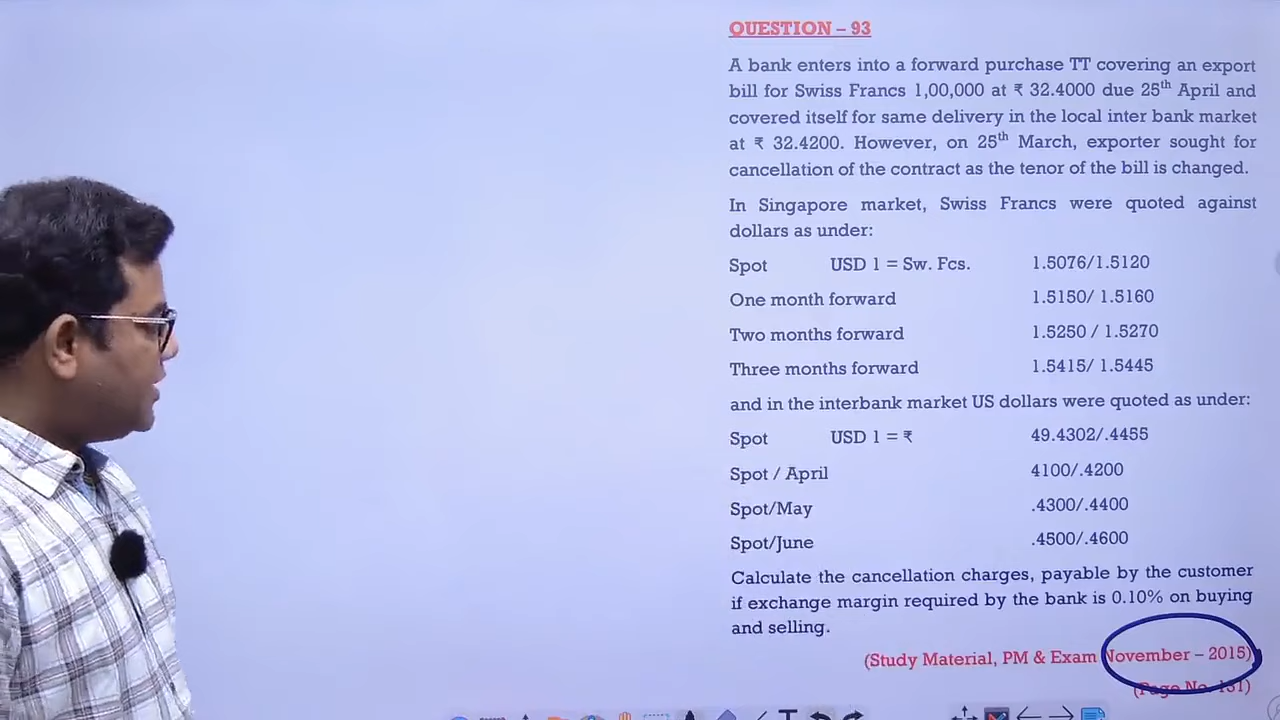 QUESTION – 93
A bank enters into a forward purchase TT covering an export
bill for Swiss Francs 1,00,000 at ₹ 32.4000 due 25th April and
covered itself for same delivery in the local inter bank market
at ₹ 32.4200. However, on 25th March, exporter sought for
cancellation of the contract as the tenor of the bill is changed.
In Singapore market, Swiss Francs were quoted against
dollars as under:
Spot USD 1 = Sw. Fcs. 1.5076/1.5120
One month forward 1.5150/ 1.5160
Two months forward 1.5250 / 1.5270
Three months forward 1.5415/ 1.5445
and in the interbank market US dollars were quoted as under:
Spot USD 1 = ₹ 49.4302/.4455
Spot / April 4100/.4200
Spot/May .4300/.4400
Spot/June .4500/.4600
Calculate the cancellation charges, payable by the customer
if exchange margin required by the bank is 0.10% on buying
and selling.
(Study Material, PM & Exam November – 2015)
(Page No. 131)